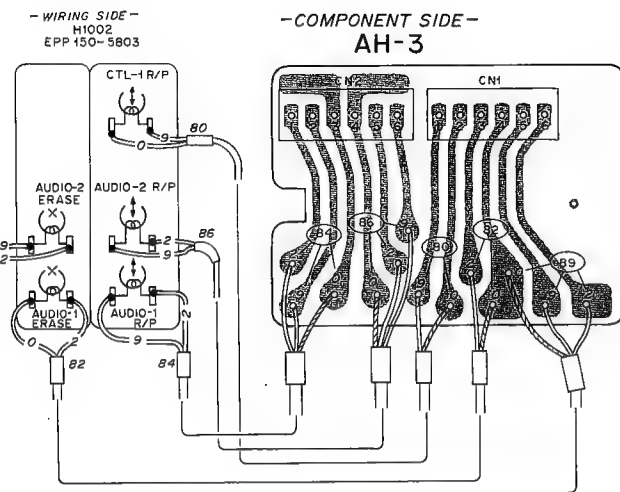 - WIRING SIDE -
H1002
EPP 150-5803
- COMPONENT SIDE -
AH-3
CTL-1 R/P
CN2
CN1
9
80
0
AUDIO-2
ERASE
AUDIO-2 R/P
86
9
2
2
9
84
86
80
82
89
AUDIO-1
ERASE
AUDIO-1
R/P
2
0
2
9
82
84